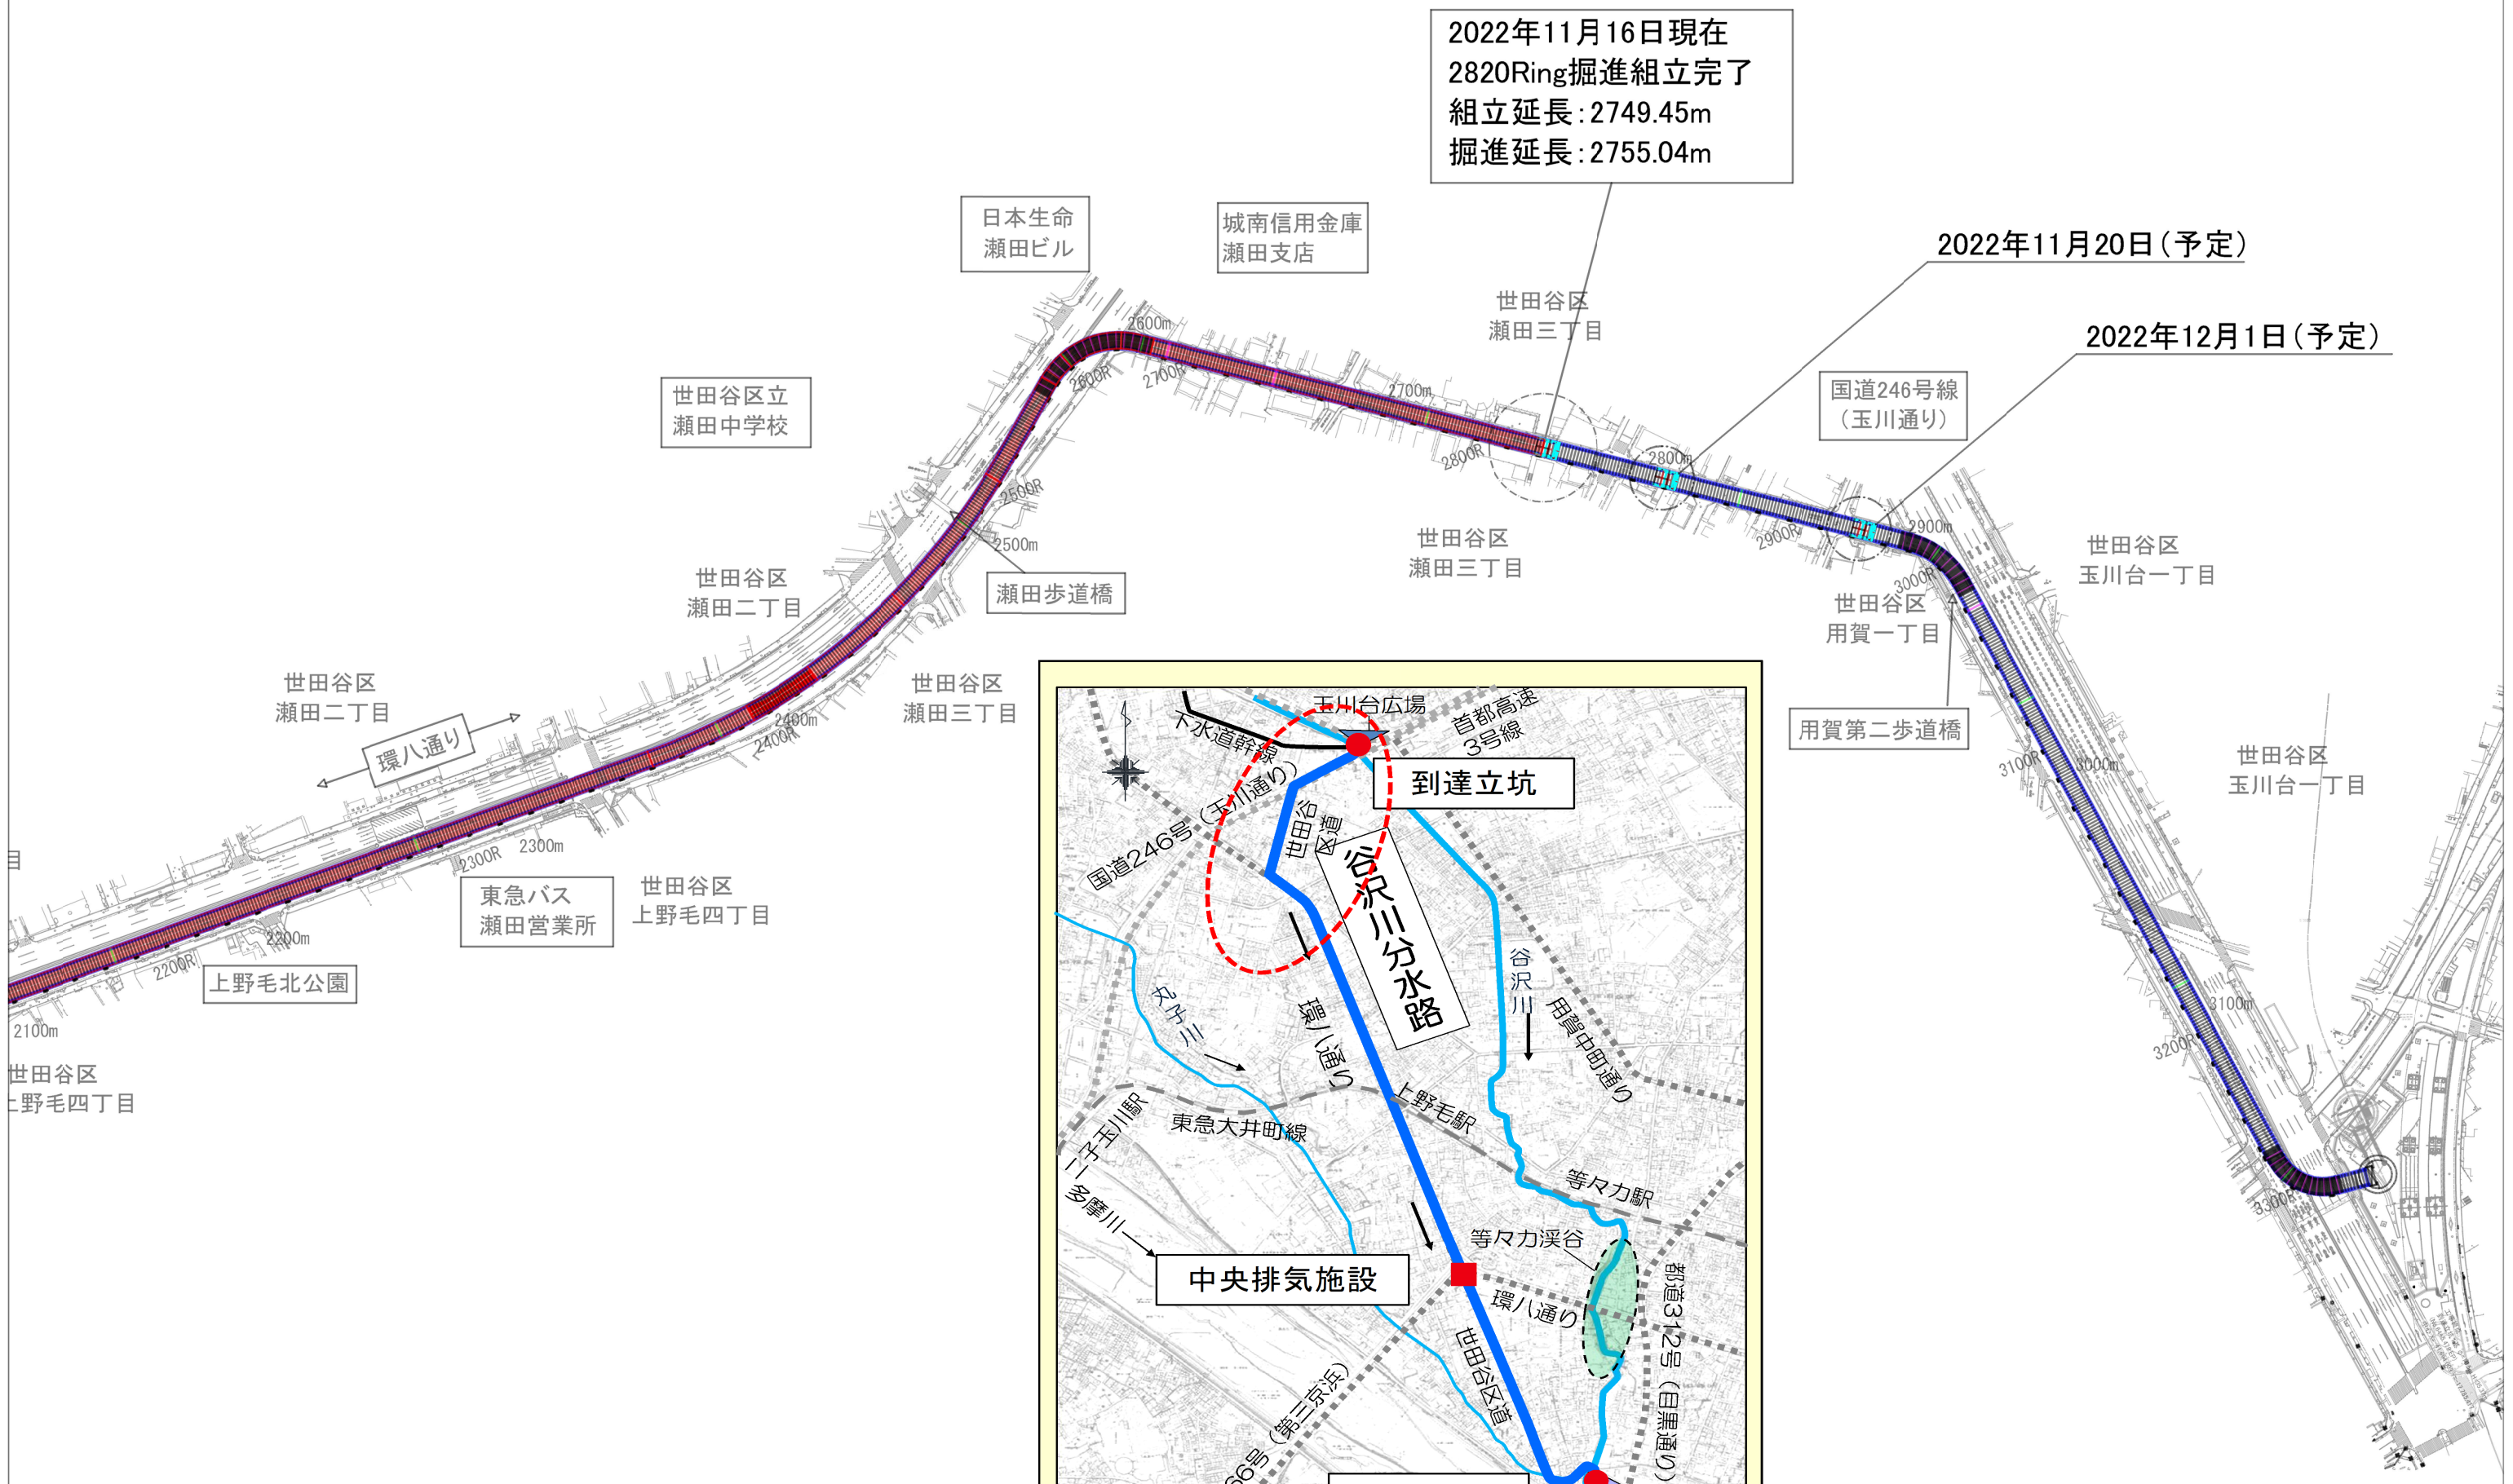 2022年11月16日現在
2820Ring掘進組立完了
組立延長:2749.45m
掘進延長:2755.04m
2022年11月20日(予定)
2022年12月1日(予定)
日本生命
瀬田ビル
城南信用金庫
瀬田支店
世田谷区
瀬田三丁目
世田谷区立
瀬田中学校
国道246号線
(玉川通り)
2600m
2600R
2700R
2700m
2800R
2800m
2900R
2900m
3000R
2500R
2500m
瀬田歩道橋
世田谷区
瀬田三丁目
世田谷区
瀬田二丁目
世田谷区
玉川台一丁目
世田谷区
用賀一丁目
用賀第二歩道橋
世田谷区
瀬田二丁目
環八通り
世田谷区
瀬田三丁目
2400m
2400R
3100R
3000m
世田谷区
玉川台一丁目
目
2300R
2300m
東急バス
瀬田営業所
世田谷区
上野毛四丁目
2200m
2200R
上野毛北公園
2100m
世田谷区
上野毛四丁目
3100m
3200R
3300R
玉川台広場
下水道幹線
首都高速
3号線
到達立坑
国道246号(玉川通り)
世田谷
区道
谷沢川分水路
谷沢川
丸子川
環八通り
用賀中町通り
上野毛駅
二子玉川駅
東急大井町線
多摩川
等々力駅
等々力渓谷
中央排気施設
環八通り
都道312号(目黒通り)
世田谷区道
66号(第三京浜)